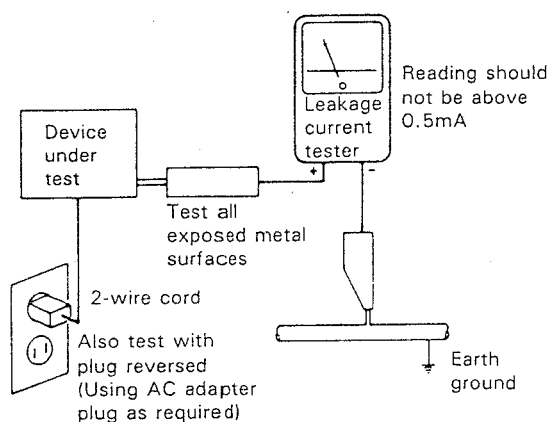 Device
under
test
Leakage
current
tester
+
-
Reading should
not be above
0.5mA
Test all
exposed metal
surfaces
2-wire cord
Also test with
plug reversed
(Using AC adapter
plug as required)
Earth
ground